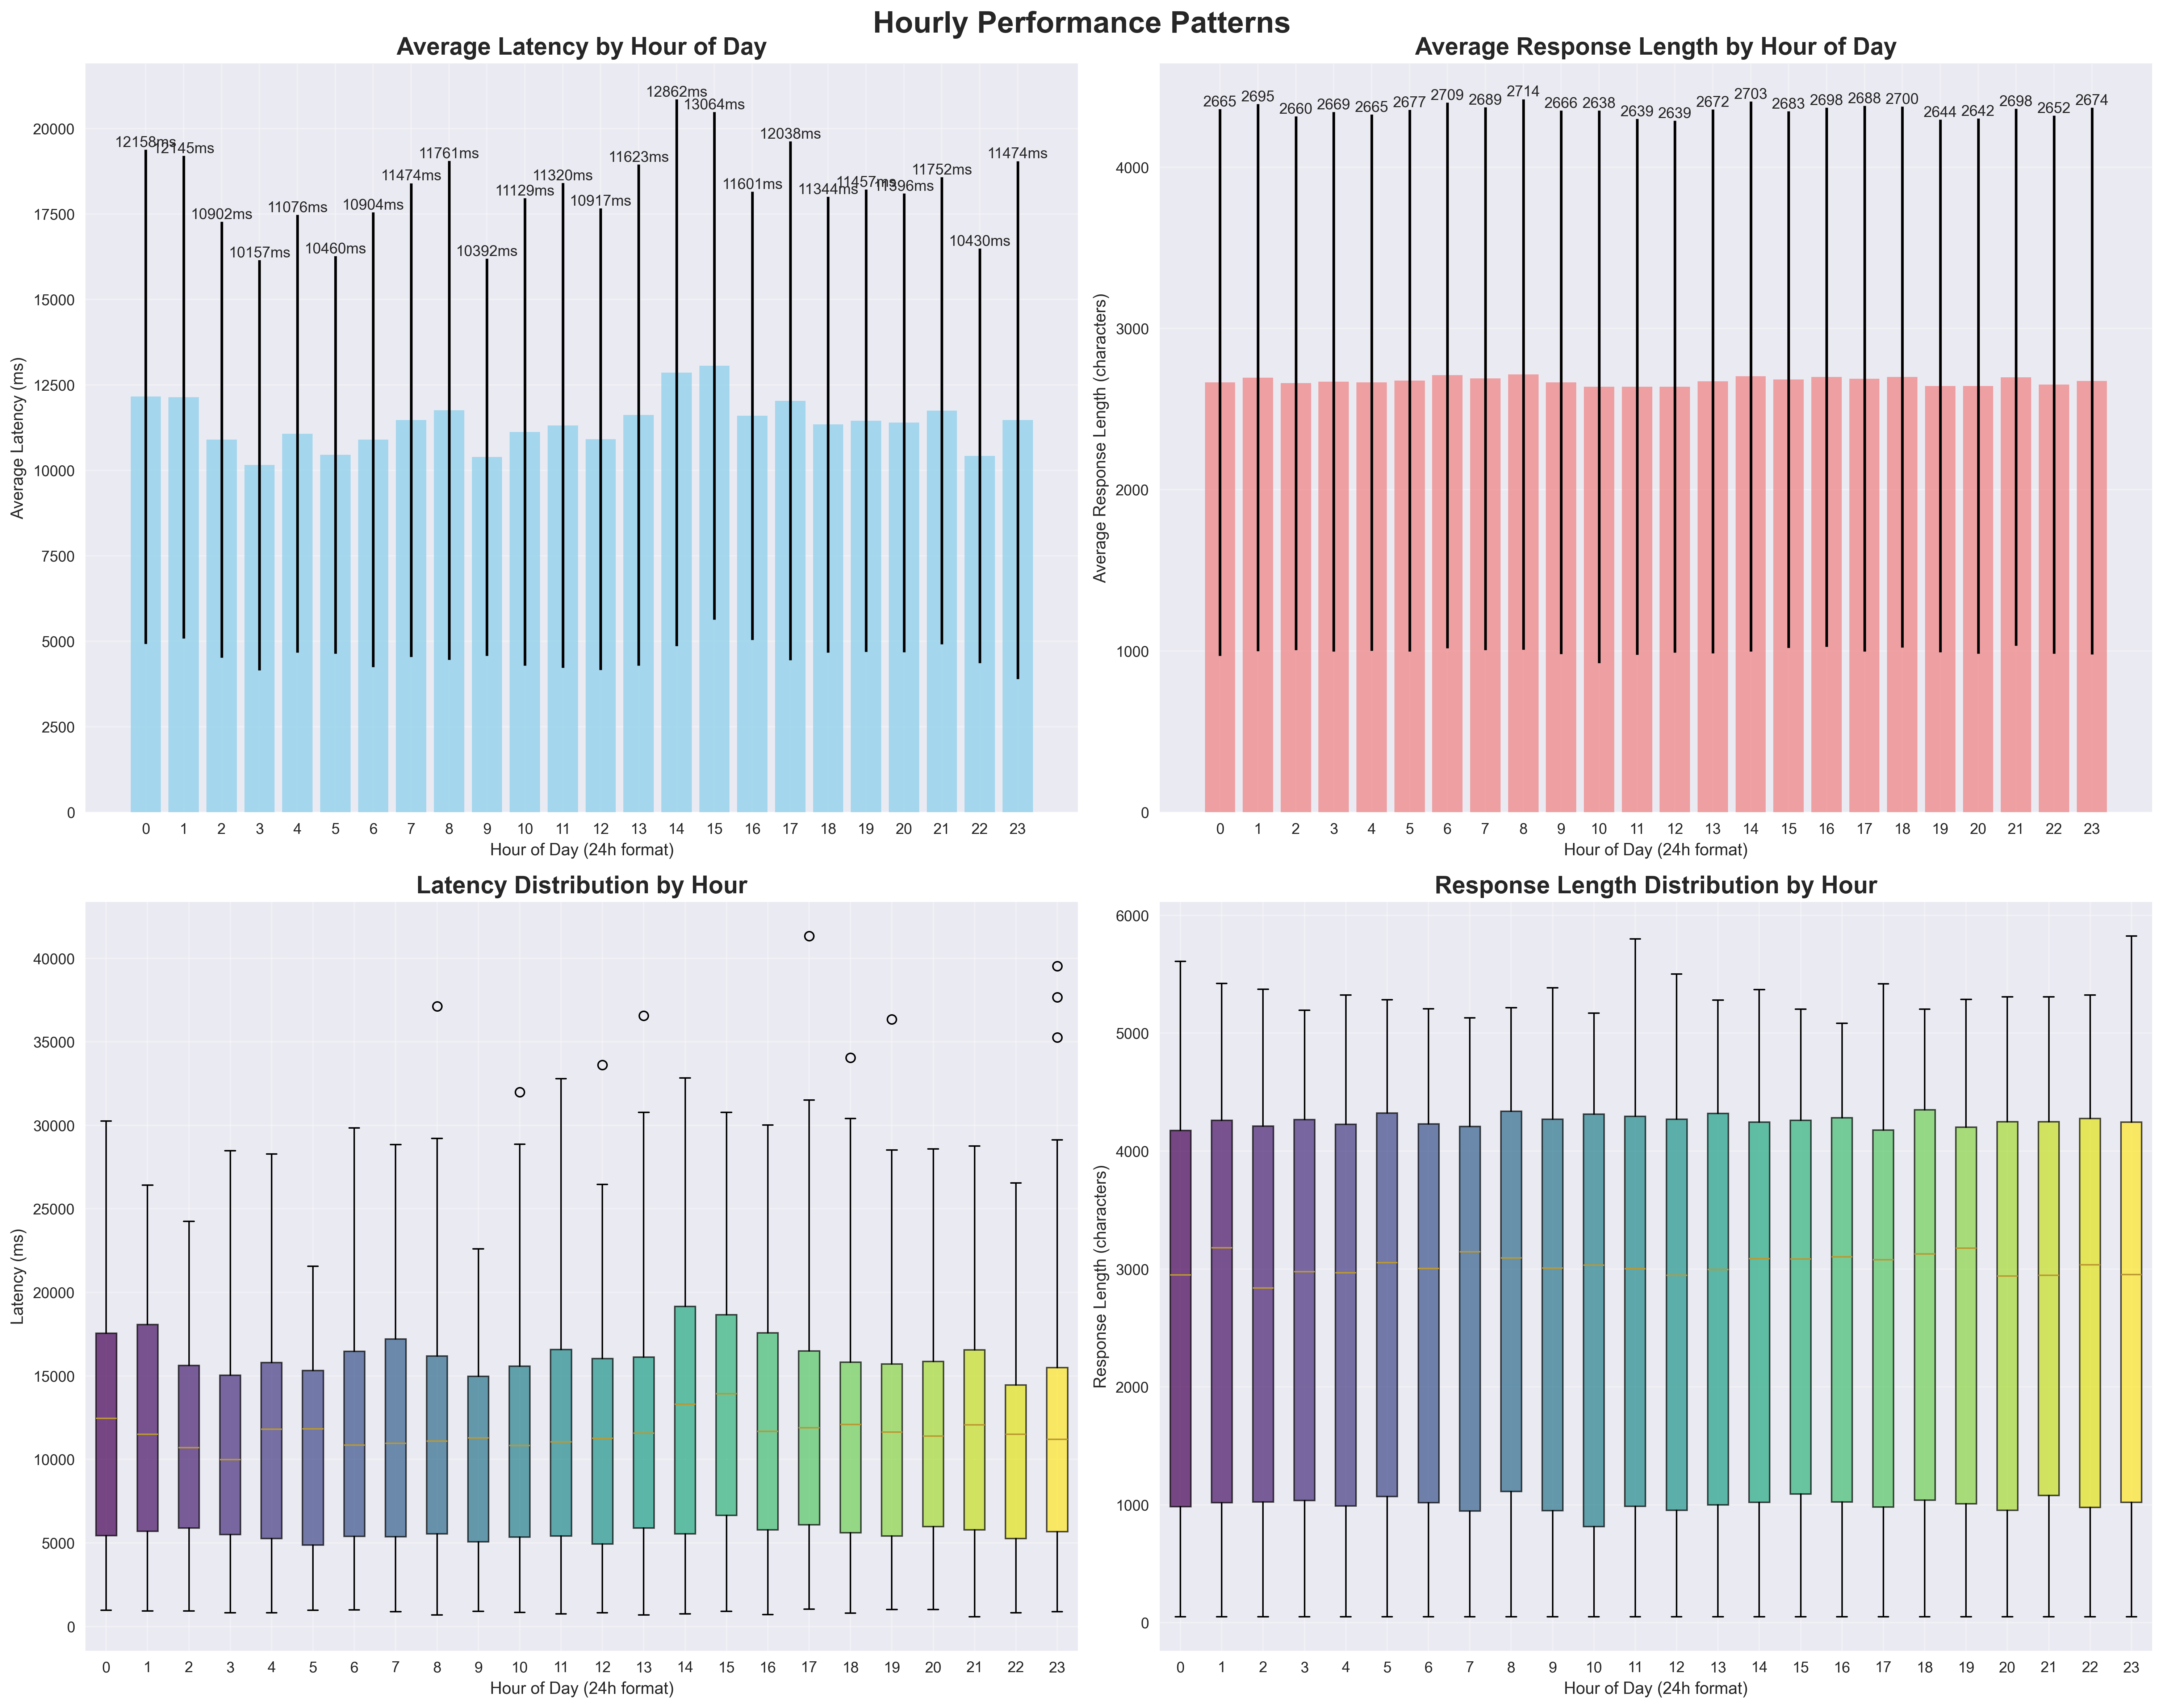 Hourly Performance Patterns
Average Latency by Hour of Day
Average Latency (ms)
20000
17500
15000
12500
10000
7500
5000
2500
0
12158ms
12145ms
10902ms
10157ms
11076ms
10460ms
10904ms
11474ms
11761ms
10392ms
11129ms
11320ms
10917ms
11623ms
12862ms
13064ms
11601ms
12038ms
11344ms
11457ms
11396ms
11752ms
10430ms
11474ms
0 1 2 3 4 5 6 7 8 9 10 11 12 13 14 15 16 17 18 19 20 21 22 23
Hour of Day (24h format)
Average Response Length by Hour of Day
Average Response Length (characters)
4000
3000
2000
1000
0
2665
2695
2660
2669
2665
2677
2709
2689
2714
2666
2638
2639
2639
2672
2703
2683
2698
2688
2700
2644
2642
2698
2652
2674
0 1 2 3 4 5 6 7 8 9 10 11 12 13 14 15 16 17 18 19 20 21 22 23
Hour of Day (24h format)
Latency Distribution by Hour
Latency (ms)
40000
35000
30000
25000
20000
15000
10000
5000
0
0 1 2 3 4 5 6 7 8 9 10 11 12 13 14 15 16 17 18 19 20 21 22 23
Hour of Day (24h format)
Response Length Distribution by Hour
Response Length (characters)
6000
5000
4000
3000
2000
1000
0
0 1 2 3 4 5 6 7 8 9 10 11 12 13 14 15 16 17 18 19 20 21 22 23
Hour of Day (24h format)